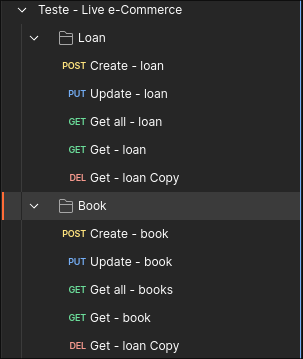 Teste - Live e-Commerce
Loan
POST Create - loan
PUT Update - loan
GET Get all - loan
GET Get - loan
DEL Get - loan Copy
Book
POST Create - book
PUT Update - book
GET Get all - books
GET Get - book
DEL Get - loan Copy